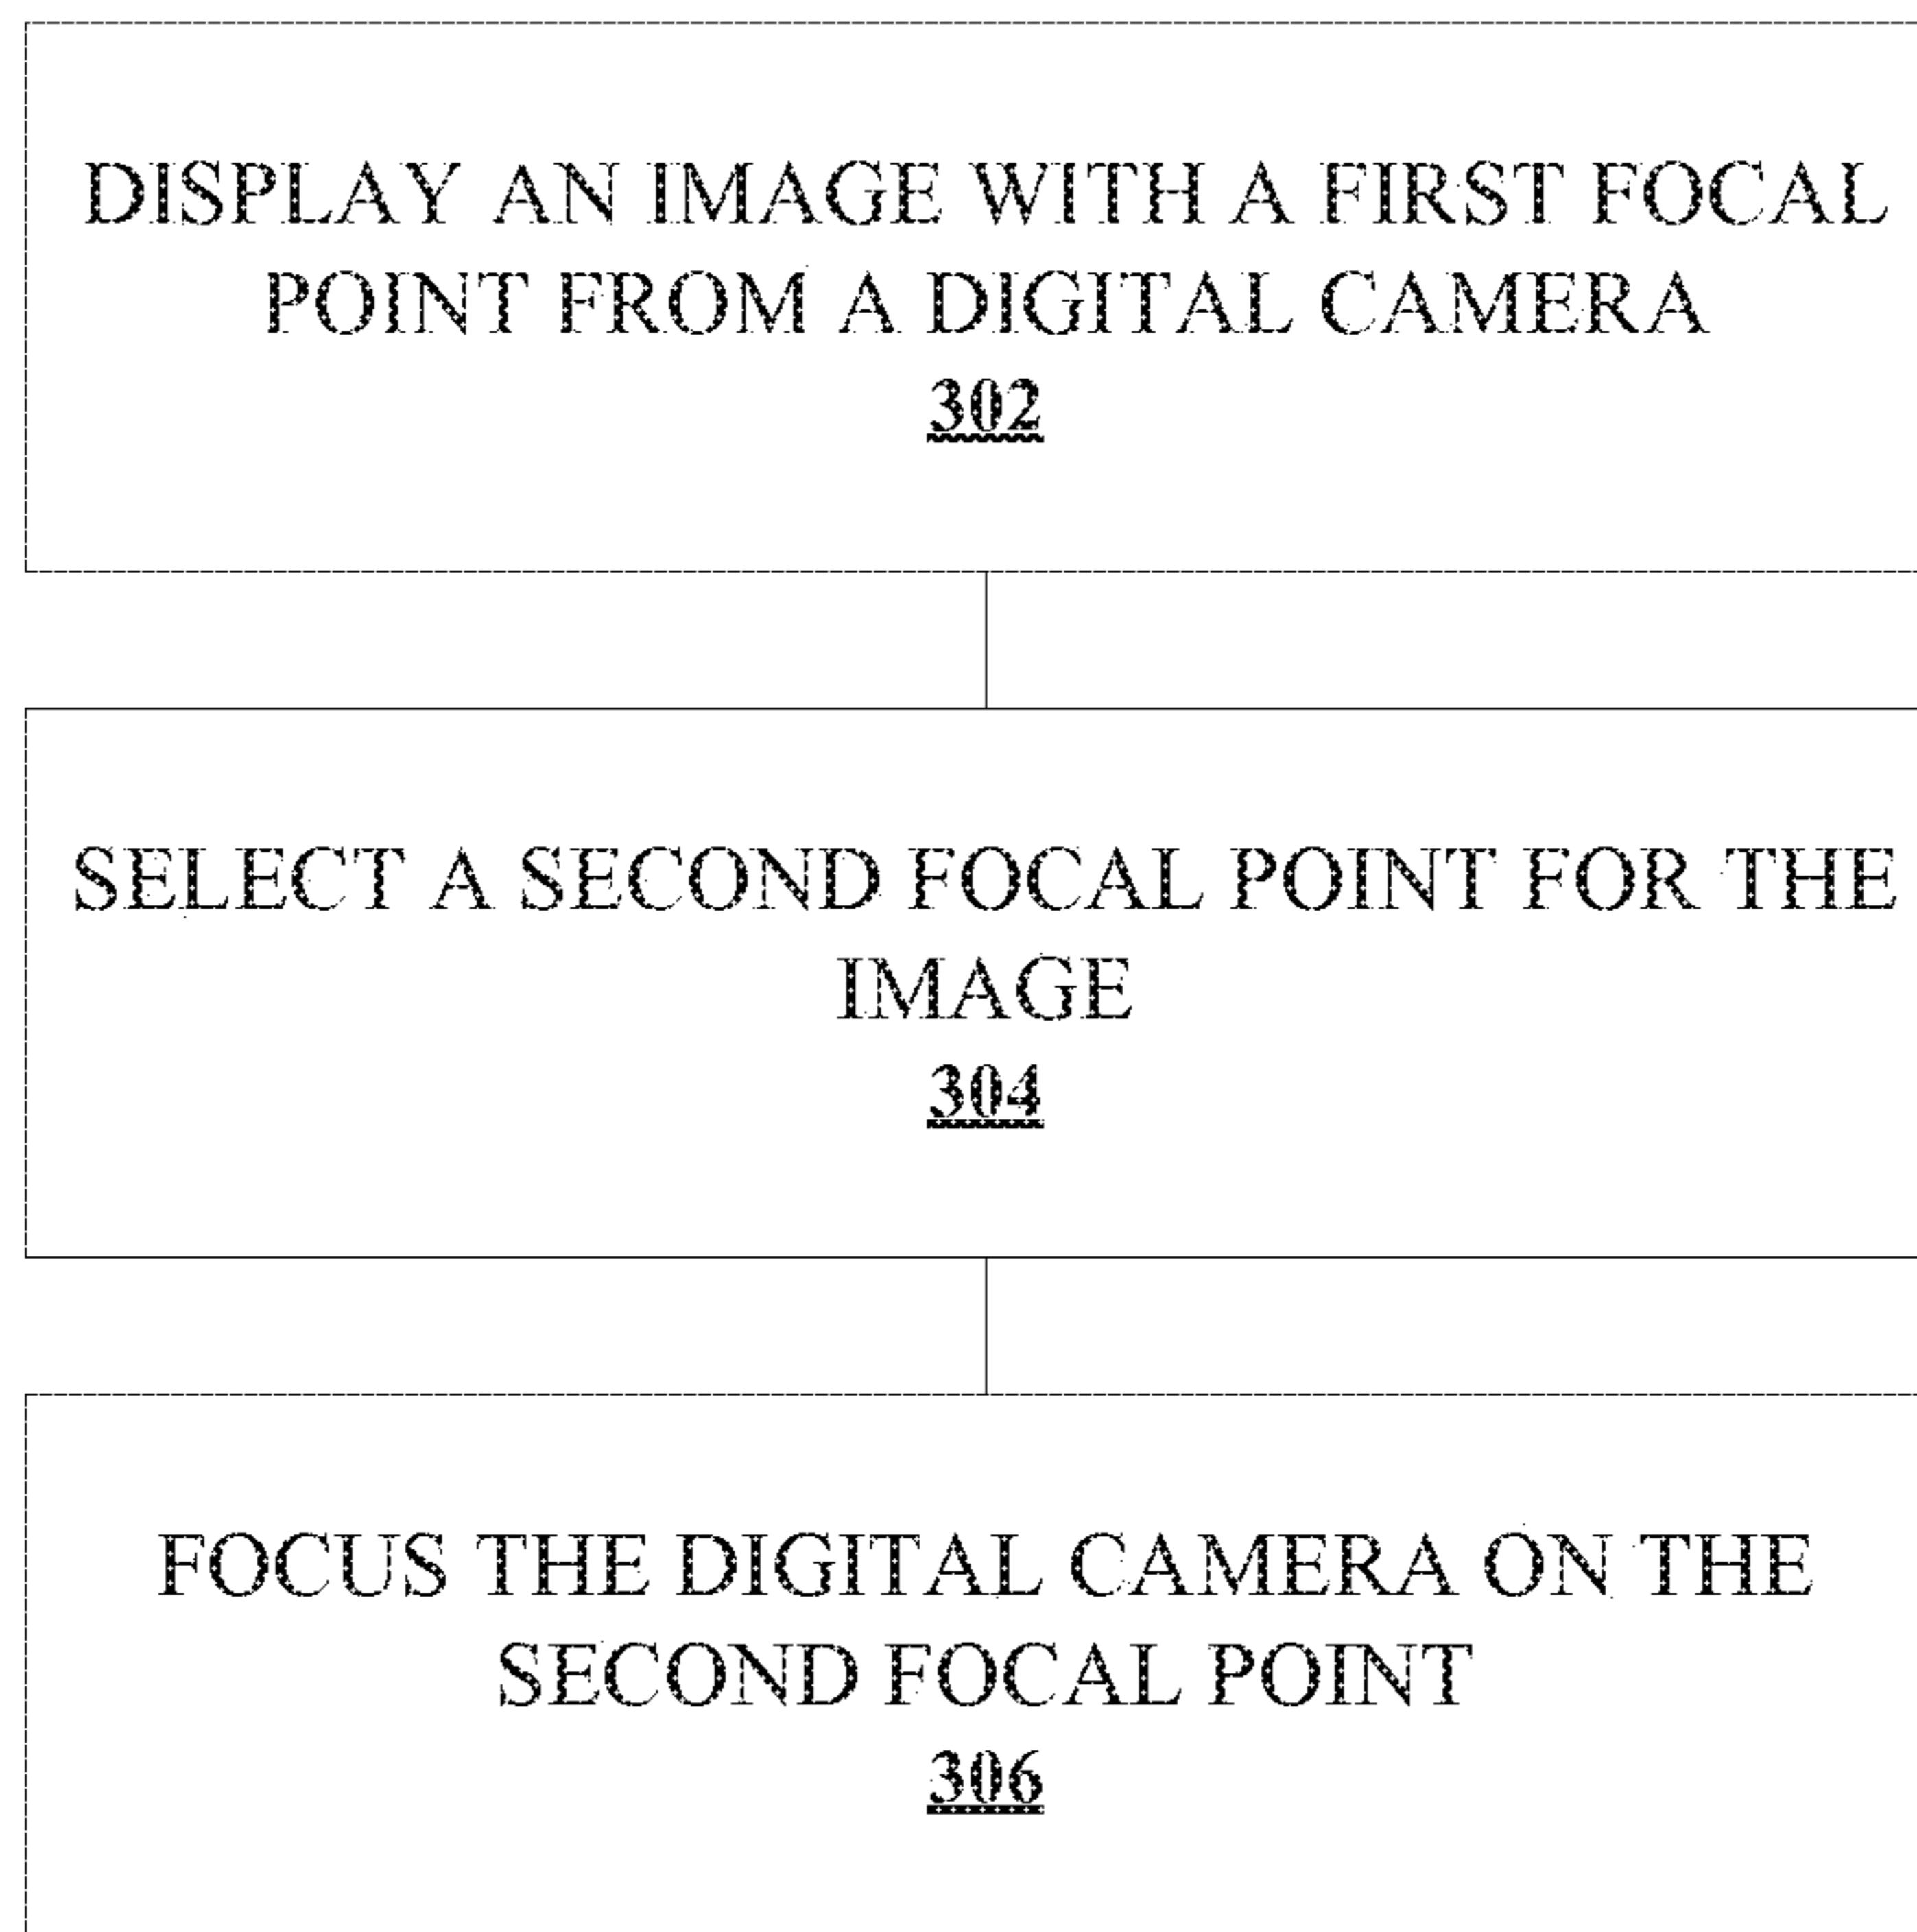 DISPLAY AN IMAGE WITH A FIRST FOCAL
POINT FROM A DIGITAL CAMERA
302
SELECT A SECOND FOCAL POINT FOR THE
IMAGE
304
FOCUS THE DIGITAL CAMERA ON THE
SECOND FOCAL POINT
306